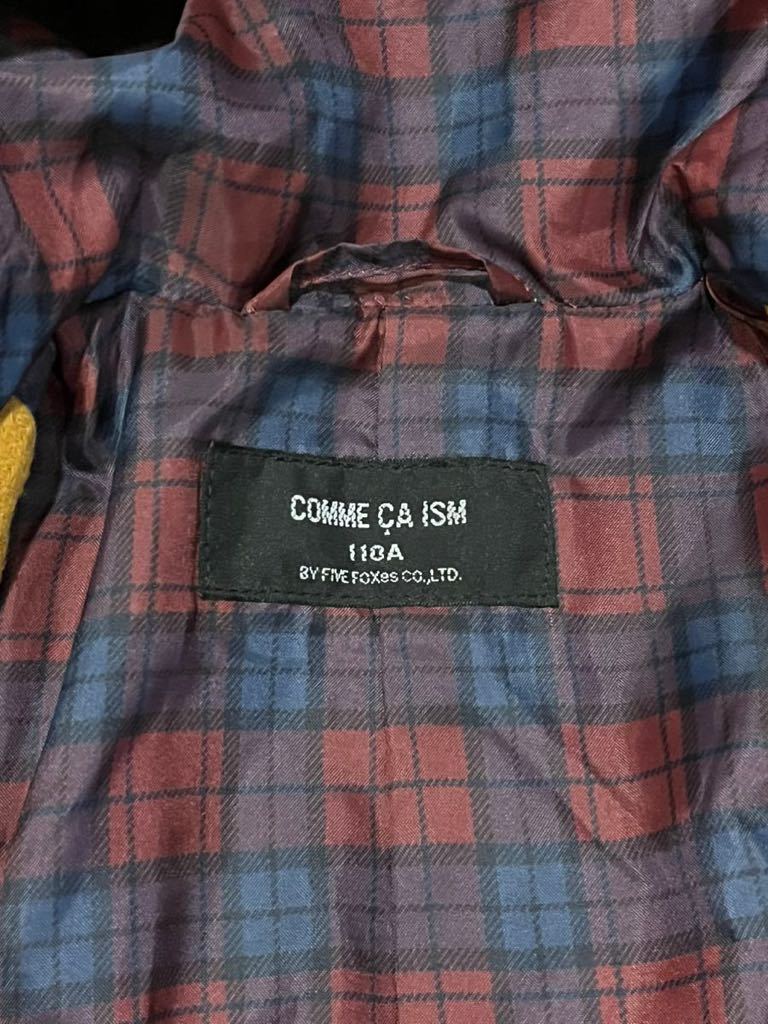 COMME ÇA ISM
110A
BY FIVE FOXes CO.,LTD.